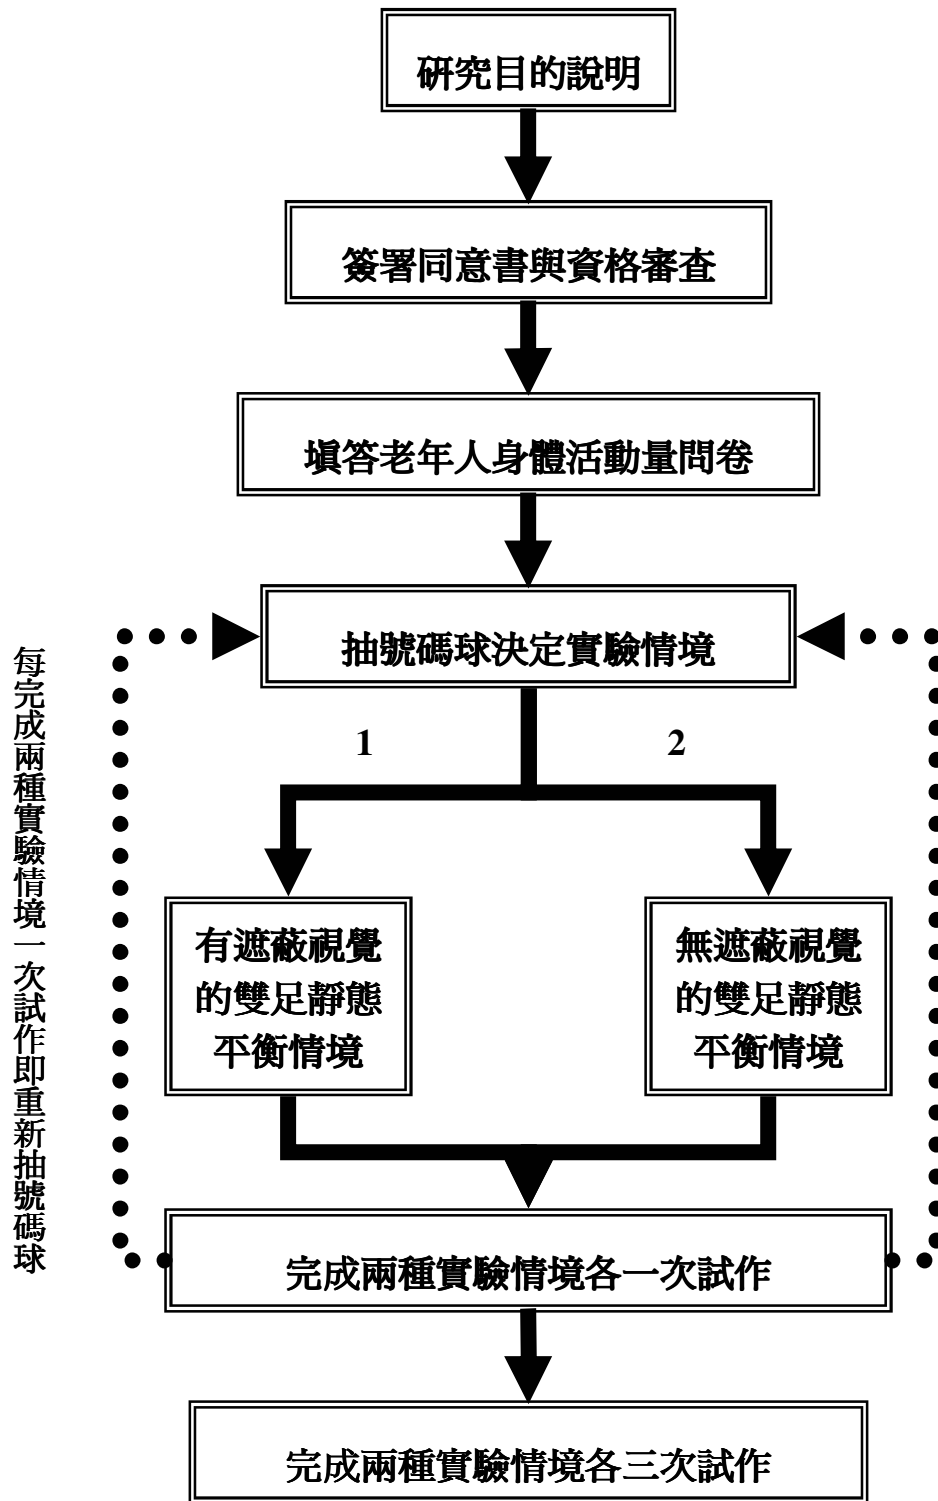 研究目的說明
簽署同意書與資格審查
填答老年人身體活動量問卷
抽號碼球決定實驗情境
1
2
有遮蔽視覺
的雙足靜態
平衡情境
無遮蔽視覺
的雙足靜態
平衡情境
完成兩種實驗情境各一次試作
完成兩種實驗情境各三次試作
每完成兩種實驗情境一次試作即重新抽號碼球